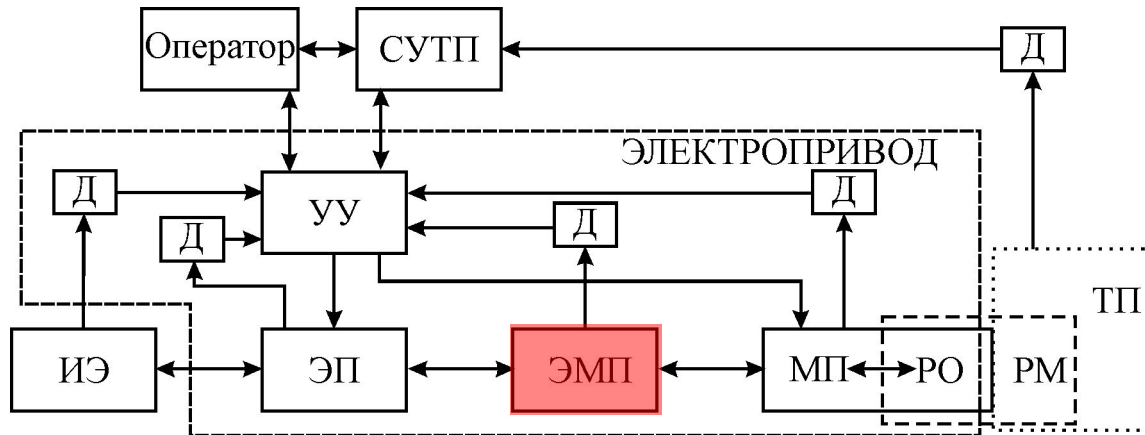 Оператор
СУТП
Д
ЭЛЕКТРОПРИВОД
Д
УУ
Д
Д
Д
ТП
ИЭ
ЭП
ЭМП
МП
РО
РМ